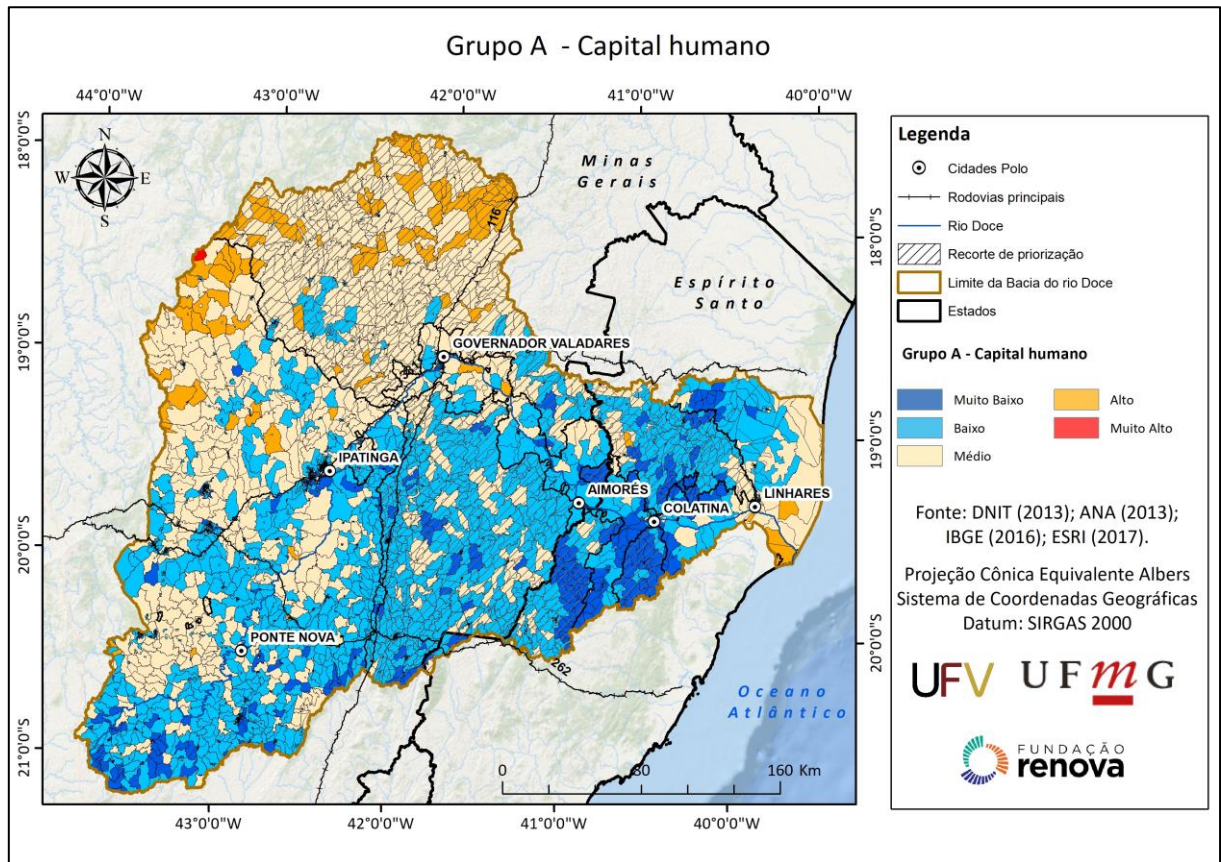 Grupo A - Capital humano
44°0'0"W 43°0'0"W 42°0'0"W 41°0'0"W 40°0'0"W
18°0'0"S
19°0'0"S
20°0'0"S
21°0'0"S
N
W E
S
Minas
Gerais
116
Espírito
Santo
GOVERNADOR VALADARES
IPATINGA
AIMORÉS
COLATINA
LINHARES
PONTE NOVA
262
Oceano
Atlântico
0 80 160 Km
18°0'0"S
19°0'0"S
20°0'0"S
43°0'0"W 42°0'0"W 41°0'0"W 40°0'0"W
Legenda
Cidades Polo
Rodovias principais
Rio Doce
Recorte de priorização
Limite da Bacia do rio Doce
Estados
Grupo A - Capital humano
Muito Baixo
Baixo
Médio
Alto
Muito Alto
Fonte: DNIT (2013); ANA (2013);
IBGE (2016); ESRI (2017).
Projeção Cônica Equivalente Albers
Sistema de Coordenadas Geográficas
Datum: SIRGAS 2000
UFV
UFmG
FUNDAÇÃO
renova